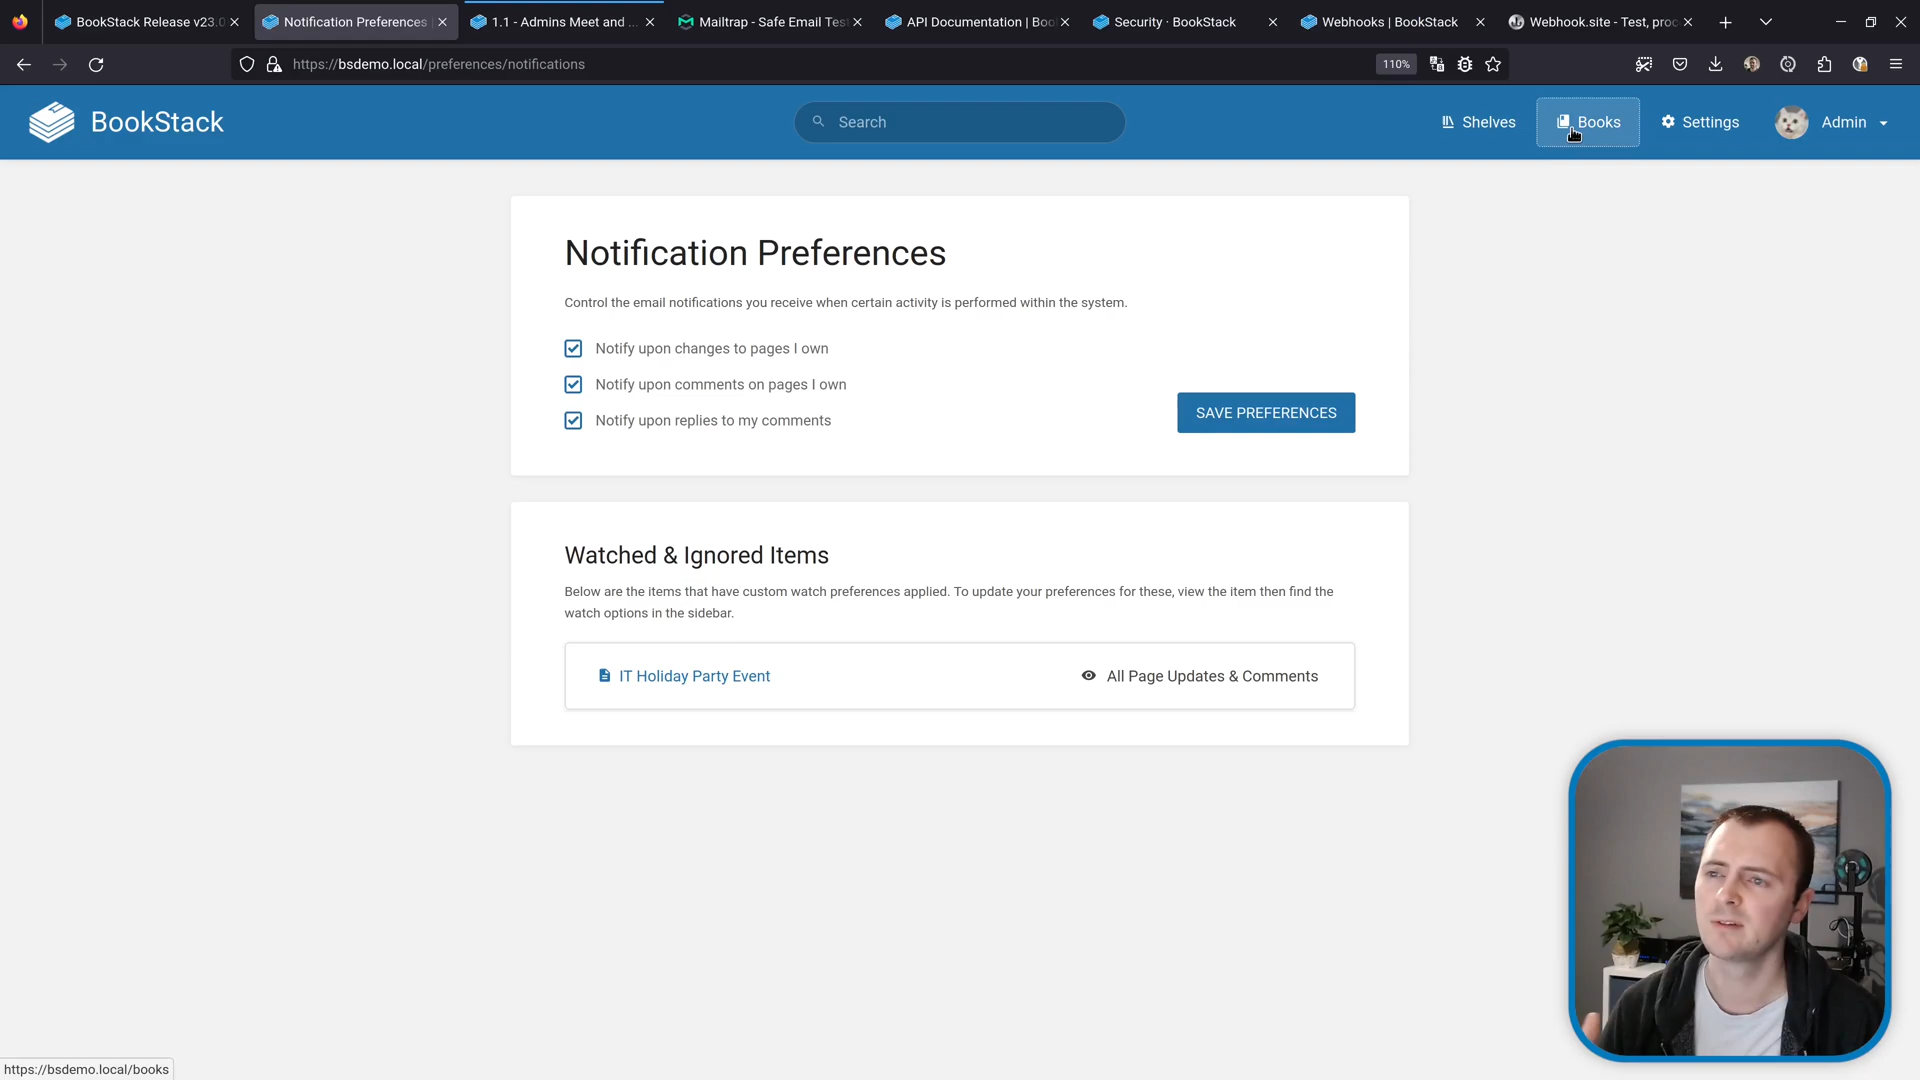 BookStack Release v23.0
Notification Preferences |
1.1 - Admins Meet and ...
Mailtrap - Safe Email Test
API Documentation | Boo
Security · BookStack
Webhooks | BookStack
Webhook.site - Test, proc
https://bsdemo.local/preferences/notifications
110%
BookStack
Search
Shelves
Books
Settings
Admin
Notification Preferences
Control the email notifications you receive when certain activity is performed within the system.
Notify upon changes to pages I own
Notify upon comments on pages I own
Notify upon replies to my comments
SAVE PREFERENCES
Watched & Ignored Items
Below are the items that have custom watch preferences applied. To update your preferences for these, view the item then find the
watch options in the sidebar.
IT Holiday Party Event
All Page Updates & Comments
https://bsdemo.local/books